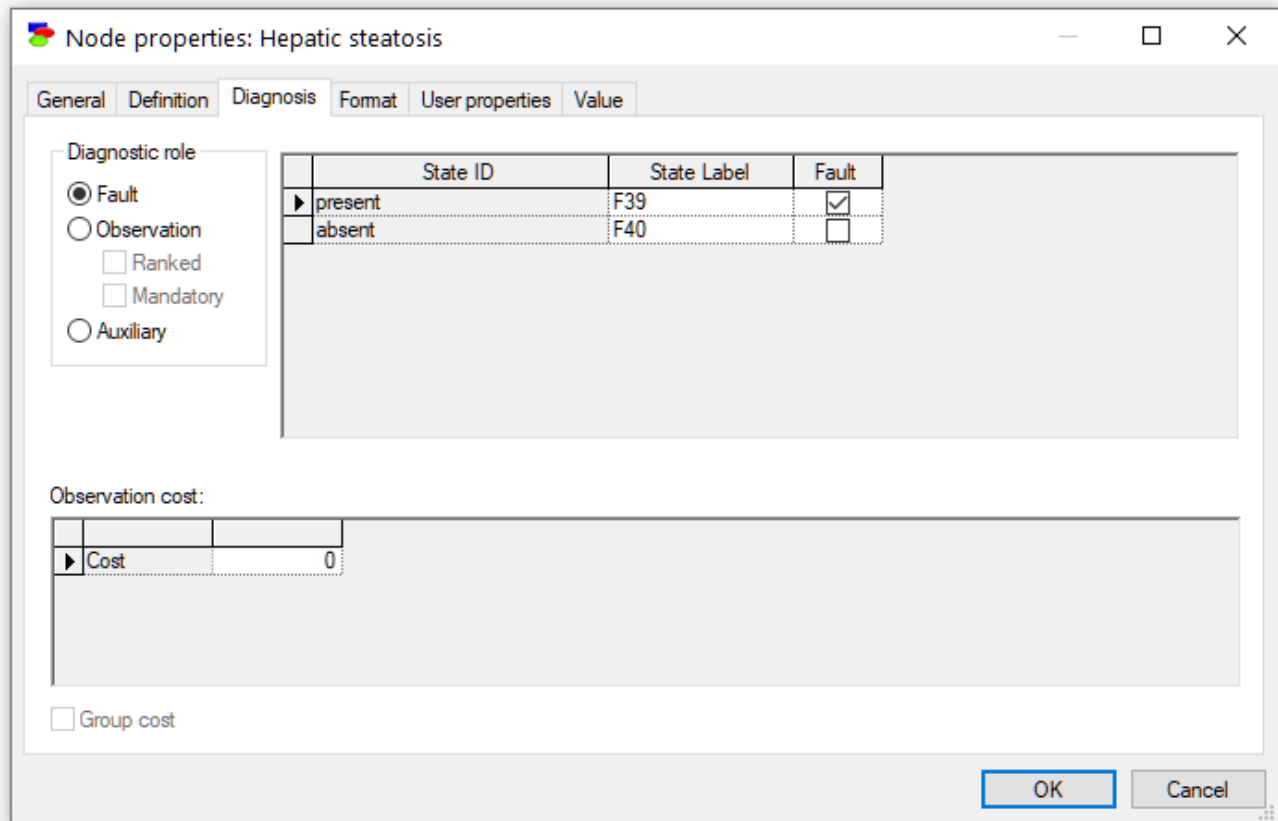 Node properties: Hepatic steatosis
General Definition Diagnosis Format User properties Value
Diagnostic role
Fault
Observation
Ranked
Mandatory
Auxiliary
State ID State Label Fault
present F39
absent F40
Observation cost:
Cost 0
Group cost
OK Cancel